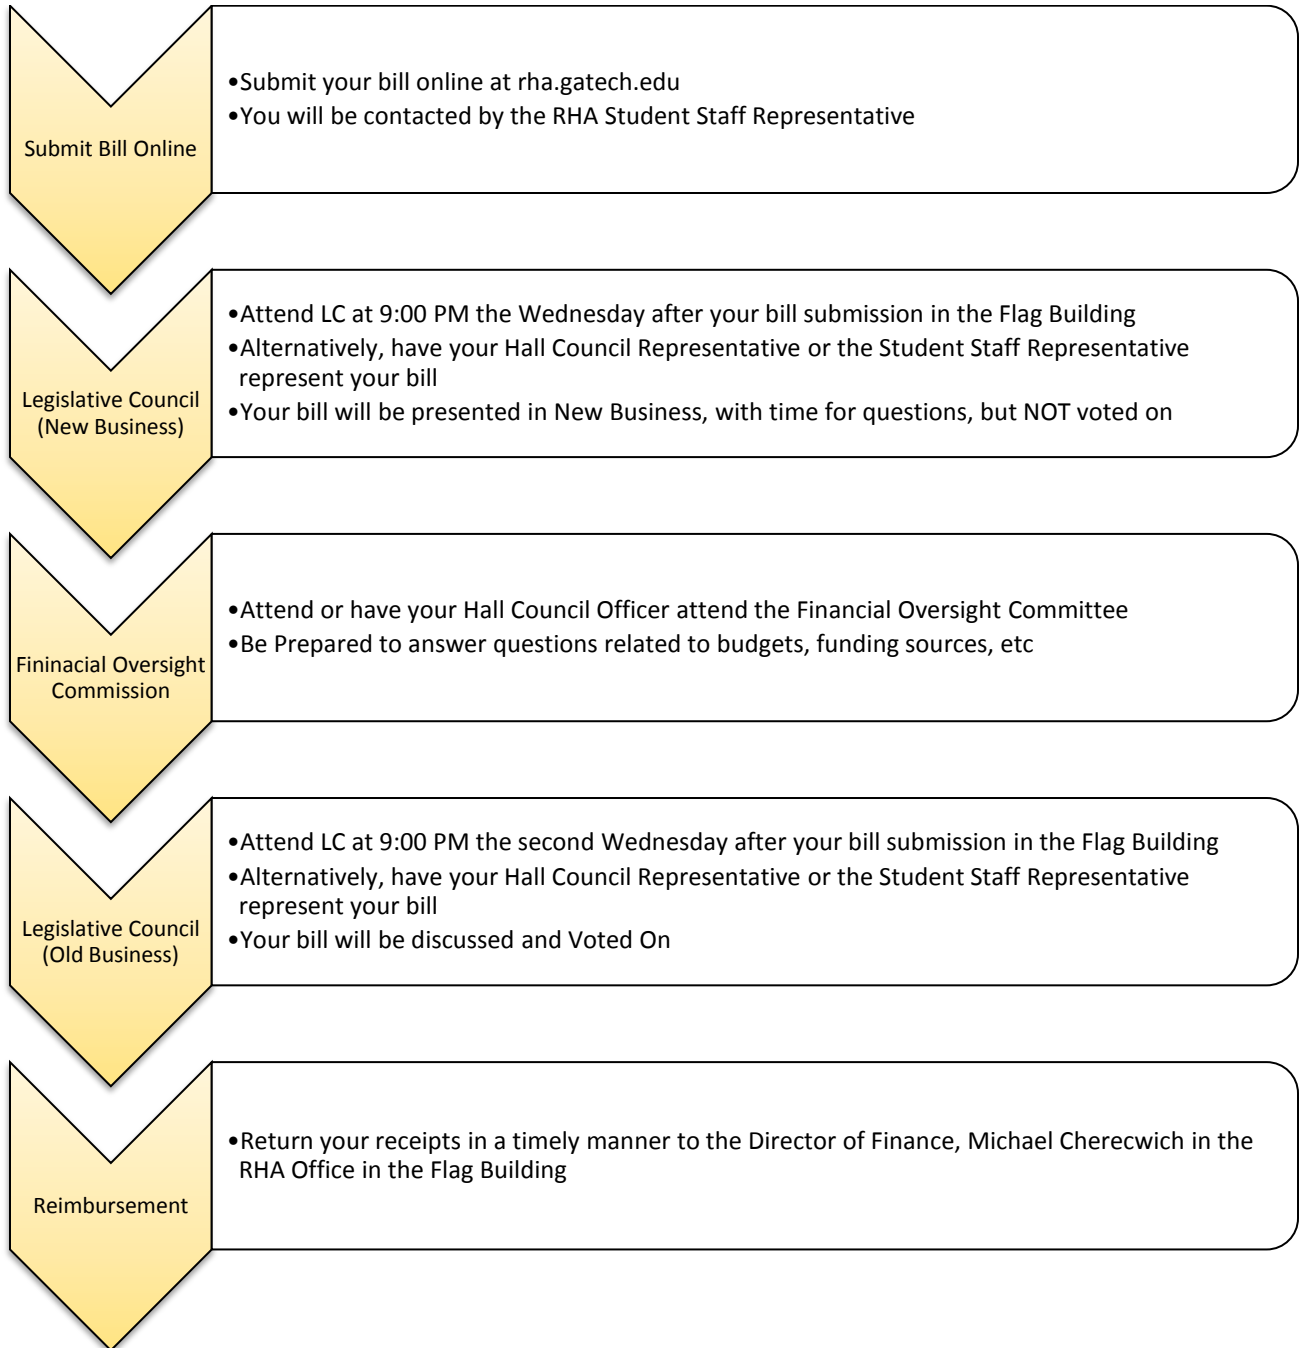 Submit Bill Online
•Submit your bill online at rha.gatech.edu
•You will be contacted by the RHA Student Staff Representative
Legislative Council
(New Business)
•Attend LC at 9:00 PM the Wednesday after your bill submission in the Flag Building
•Alternatively, have your Hall Council Representative or the Student Staff Representative
represent your bill
•Your bill will be presented in New Business, with time for questions, but NOT voted on
Fininacial Oversight
Commission
•Attend or have your Hall Council Officer attend the Financial Oversight Committee
•Be Prepared to answer questions related to budgets, funding sources, etc
Legislative Council
(Old Business)
•Attend LC at 9:00 PM the second Wednesday after your bill submission in the Flag Building
•Alternatively, have your Hall Council Representative or the Student Staff Representative
represent your bill
•Your bill will be discussed and Voted On
Reimbursement
•Return your receipts in a timely manner to the Director of Finance, Michael Cherecwich in the
RHA Office in the Flag Building